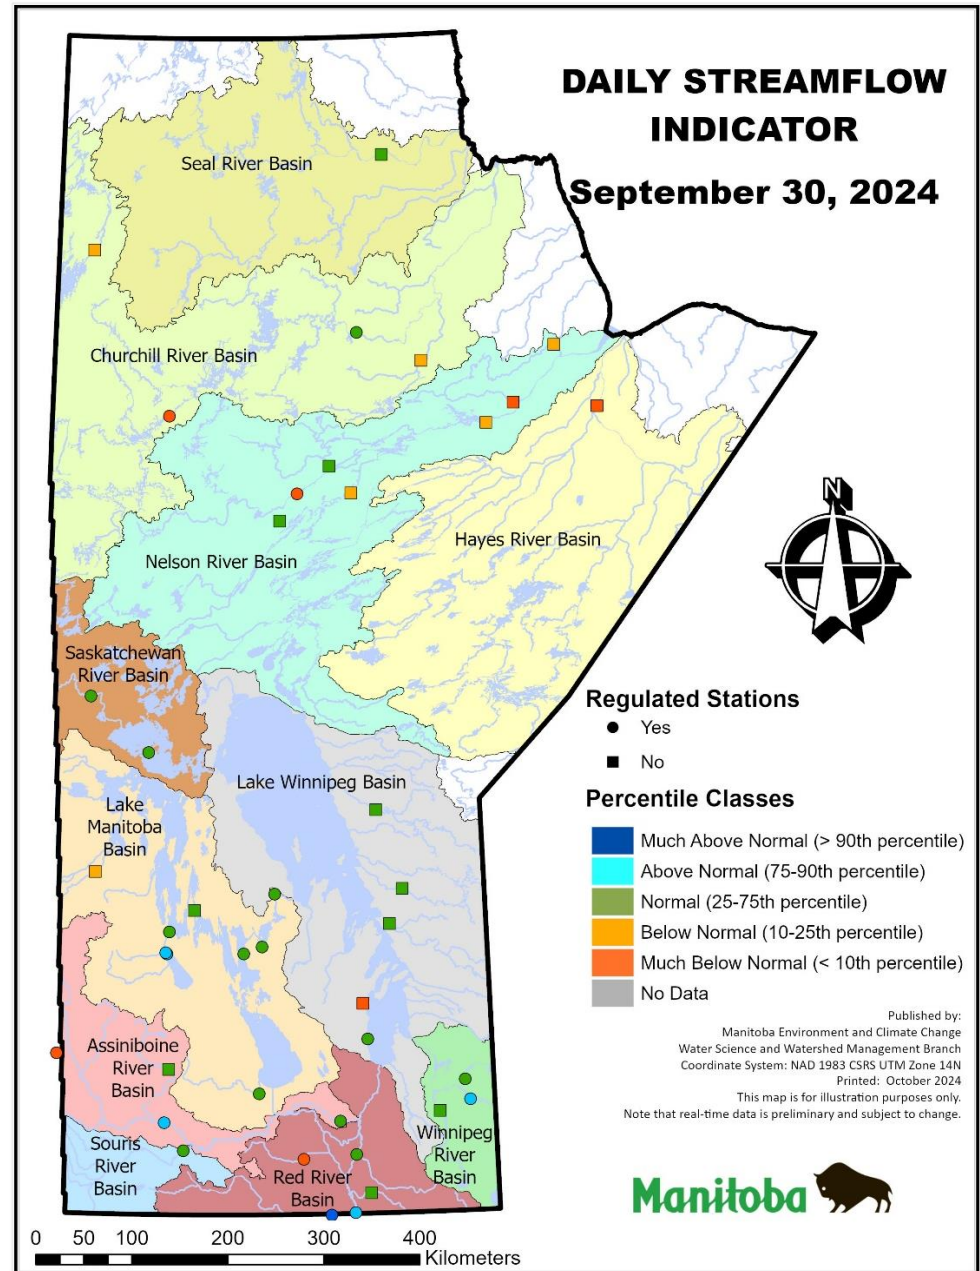 DAILY STREAMFLOW
INDICATOR
September 30, 2024
Seal River Basin
Churchill River Basin
Hayes River Basin
Nelson River Basin
Saskatchewan
River Basin
Lake Winnipeg Basin
Lake
Manitoba
Basin
Assiniboine
River
Basin
Souris
River
Basin
Red River
Basin
Winnipeg
River
Basin
N
Regulated Stations
Yes
No
Percentile Classes
Much Above Normal (> 90th percentile)
Above Normal (75-90th percentile)
Normal (25-75th percentile)
Below Normal (10-25th percentile)
Much Below Normal (< 10th percentile)
No Data
Published by:
Manitoba Environment and Climate Change
Water Science and Watershed Management Branch
Coordinate System: NAD 1983 CSRS UTM Zone 14N
Printed: October 2024
This map is for illustration purposes only.
Note that real-time data is preliminary and subject to change.
Manitoba
0 50 100 200 300 400
Kilometers